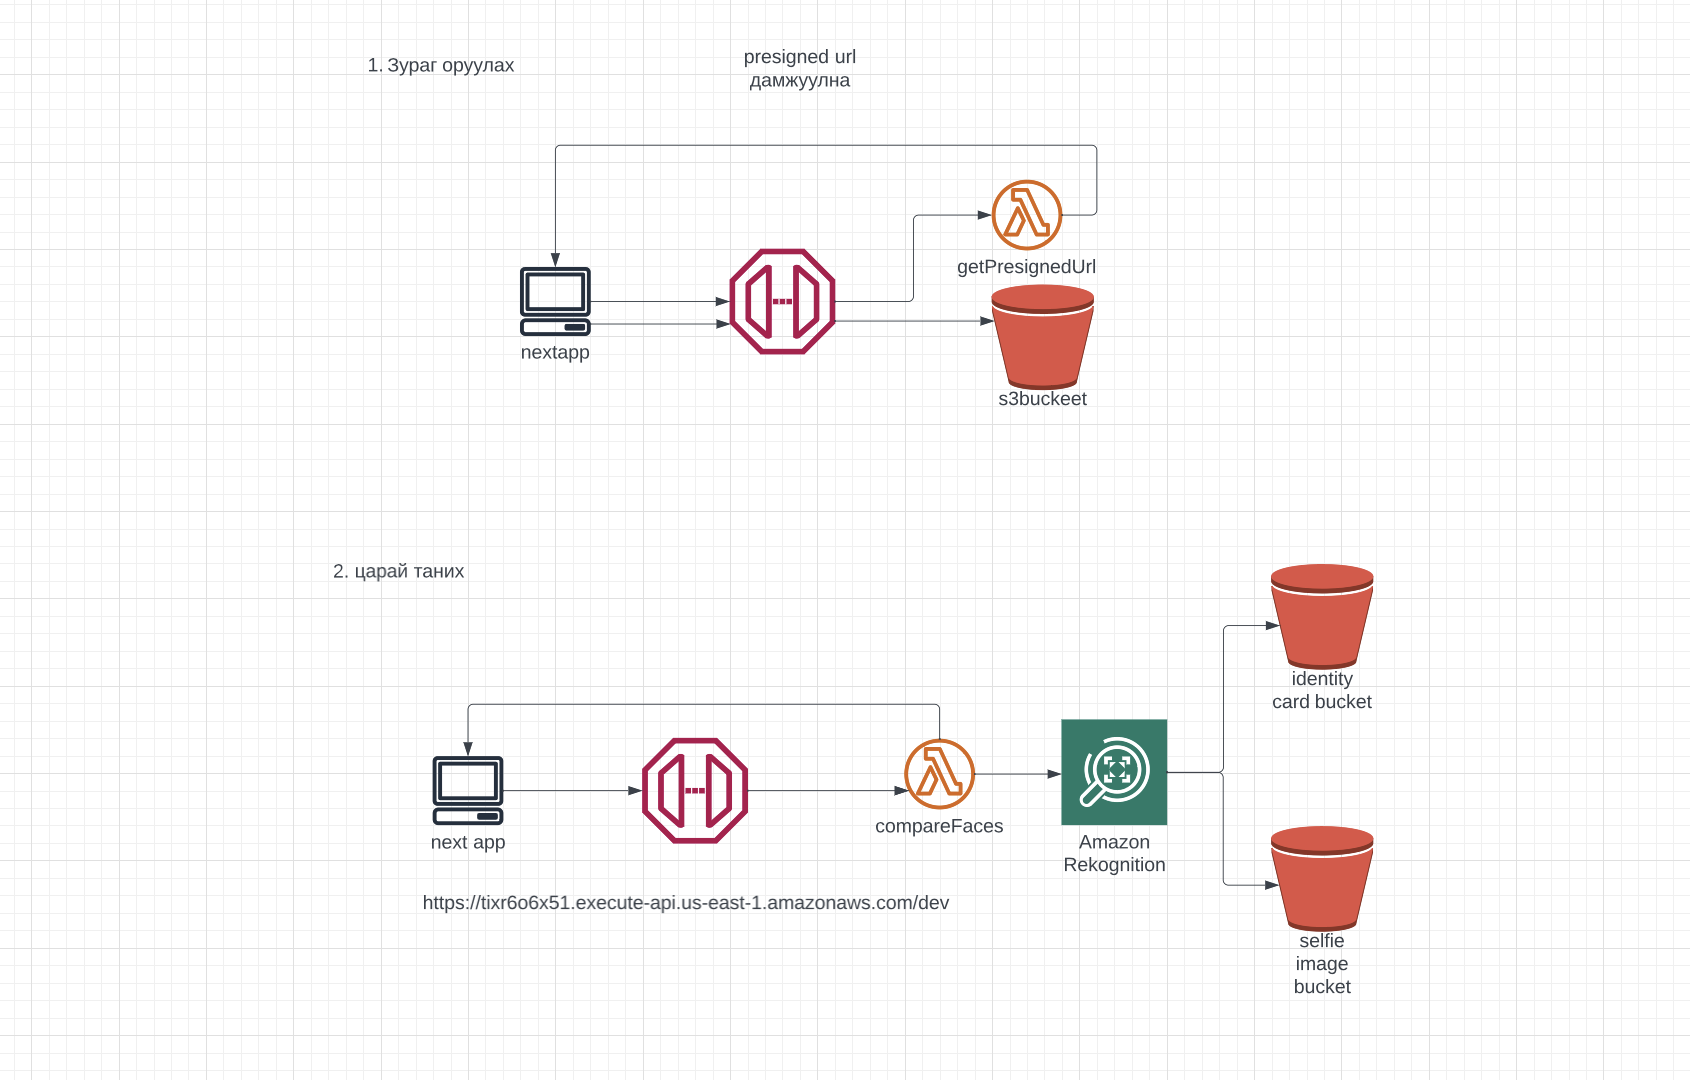 1. Зураг оруулах
presigned url
дамжуулна
getPresignedUrl
nextapp
s3buckeet
2. царай таних
identity
card bucket
next app
compareFaces
Amazon
Rekognition
https://tixr6o6x51.execute-api.us-east-1.amazonaws.com/dev
selfie
image
bucket